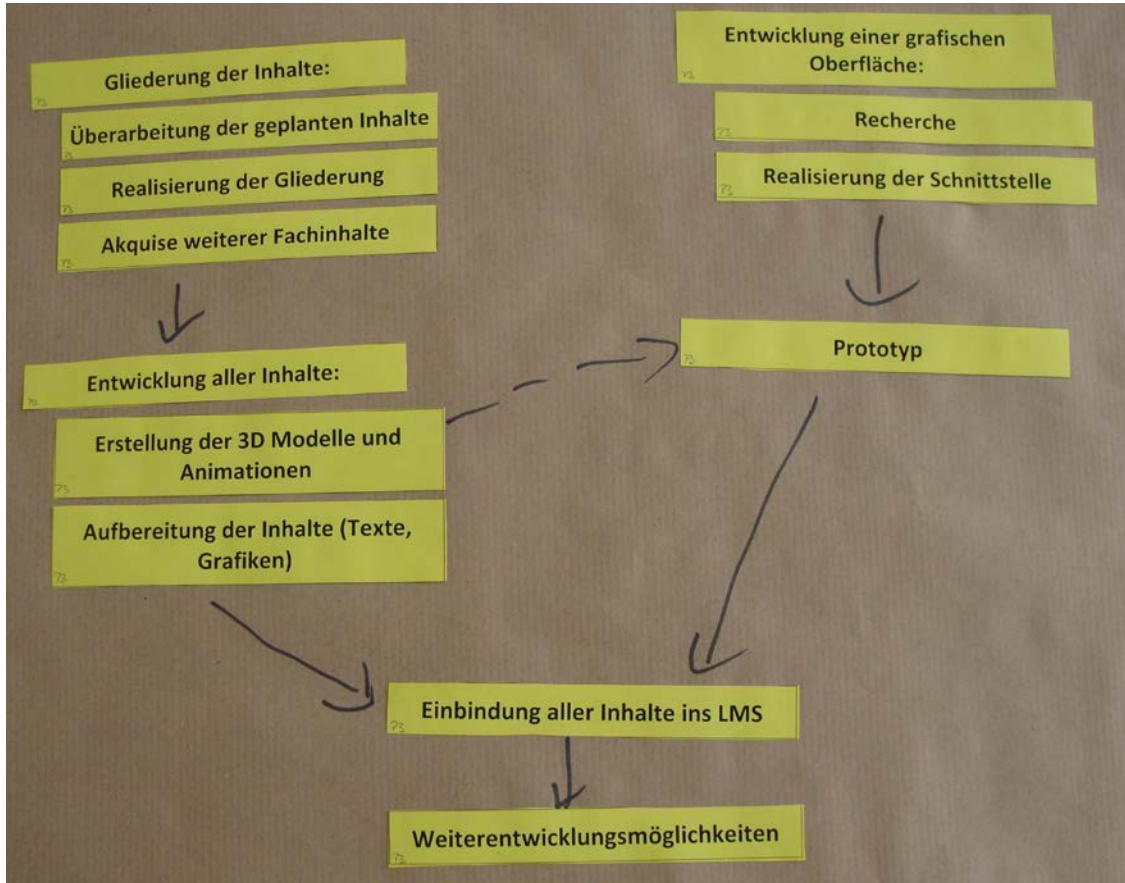 Gliederung der Inhalte:
Überarbeitung der geplanten Inhalte
Realisierung der Gliederung
Akquise weiterer Fachinhalte
Entwicklung aller Inhalte:
Erstellung der 3D Modelle und
Animationen
Aufbereitung der Inhalte (Texte,
Grafiken)
Entwicklung einer grafischen
Oberfläche:
Recherche
Realisierung der Schnittstelle
Prototyp
Einbindung aller Inhalte ins LMS
Weiterentwicklungsmöglichkeiten